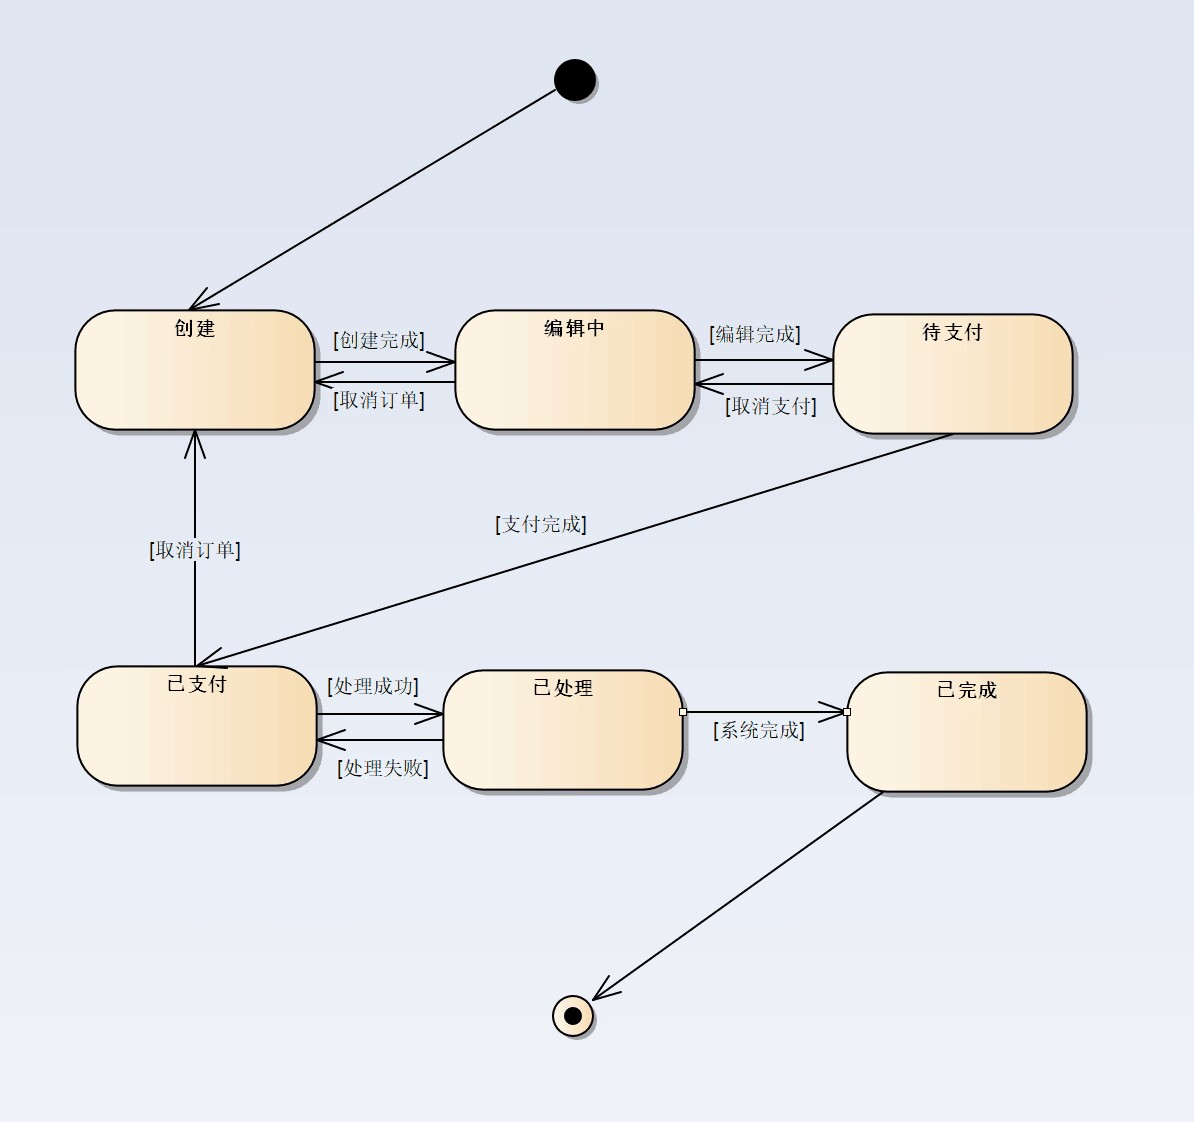 创建
[创建完成]
[取消订单]
编辑中
[编辑完成]
[取消支付]
待支付
[支付完成]
[取消订单]
已支付
[处理成功]
[处理失败]
已处理
[系统完成]
已完成